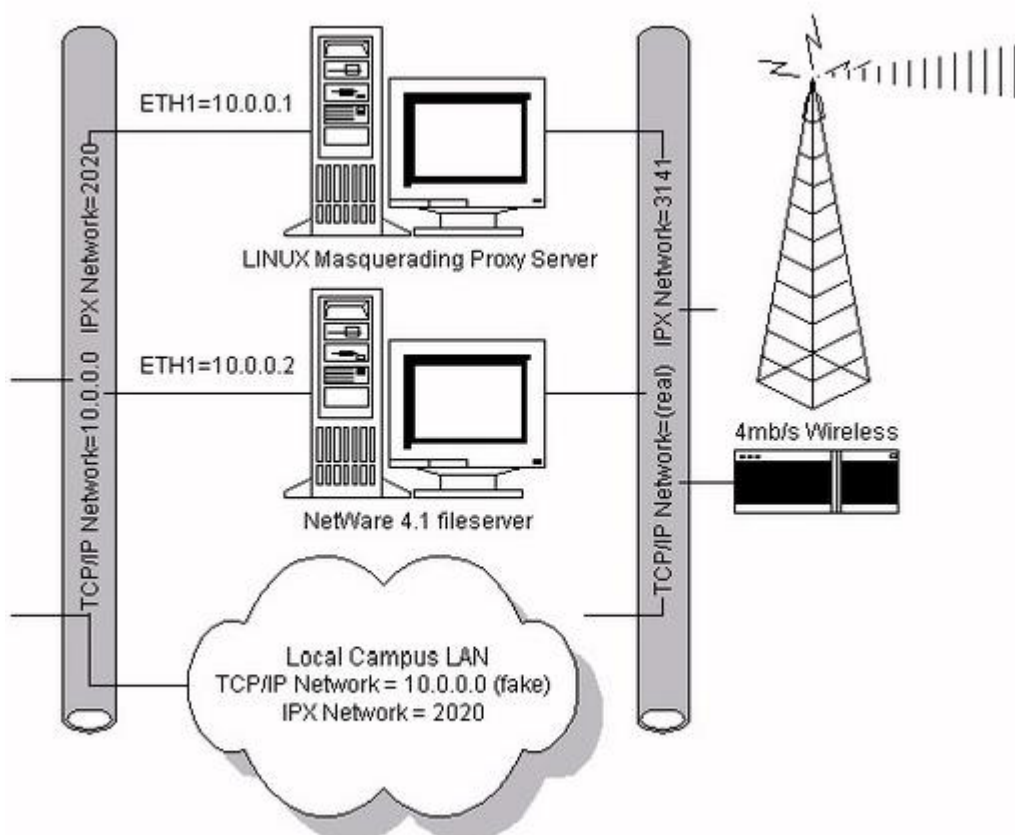 ETH1=10.0.0.1
LINUX Masquerading Proxy Server
ETH1=10.0.0.2
NetWare 4.1 fileserver
TCP/IP Network=10.0.0.0 IPX Network=2020
TCP/IP Network=(real) IPX Network=3141
4mb/s Wireless
Local Campus LAN
TCP/IP Network = 10.0.0.0 (fake)
IPX Network = 2020